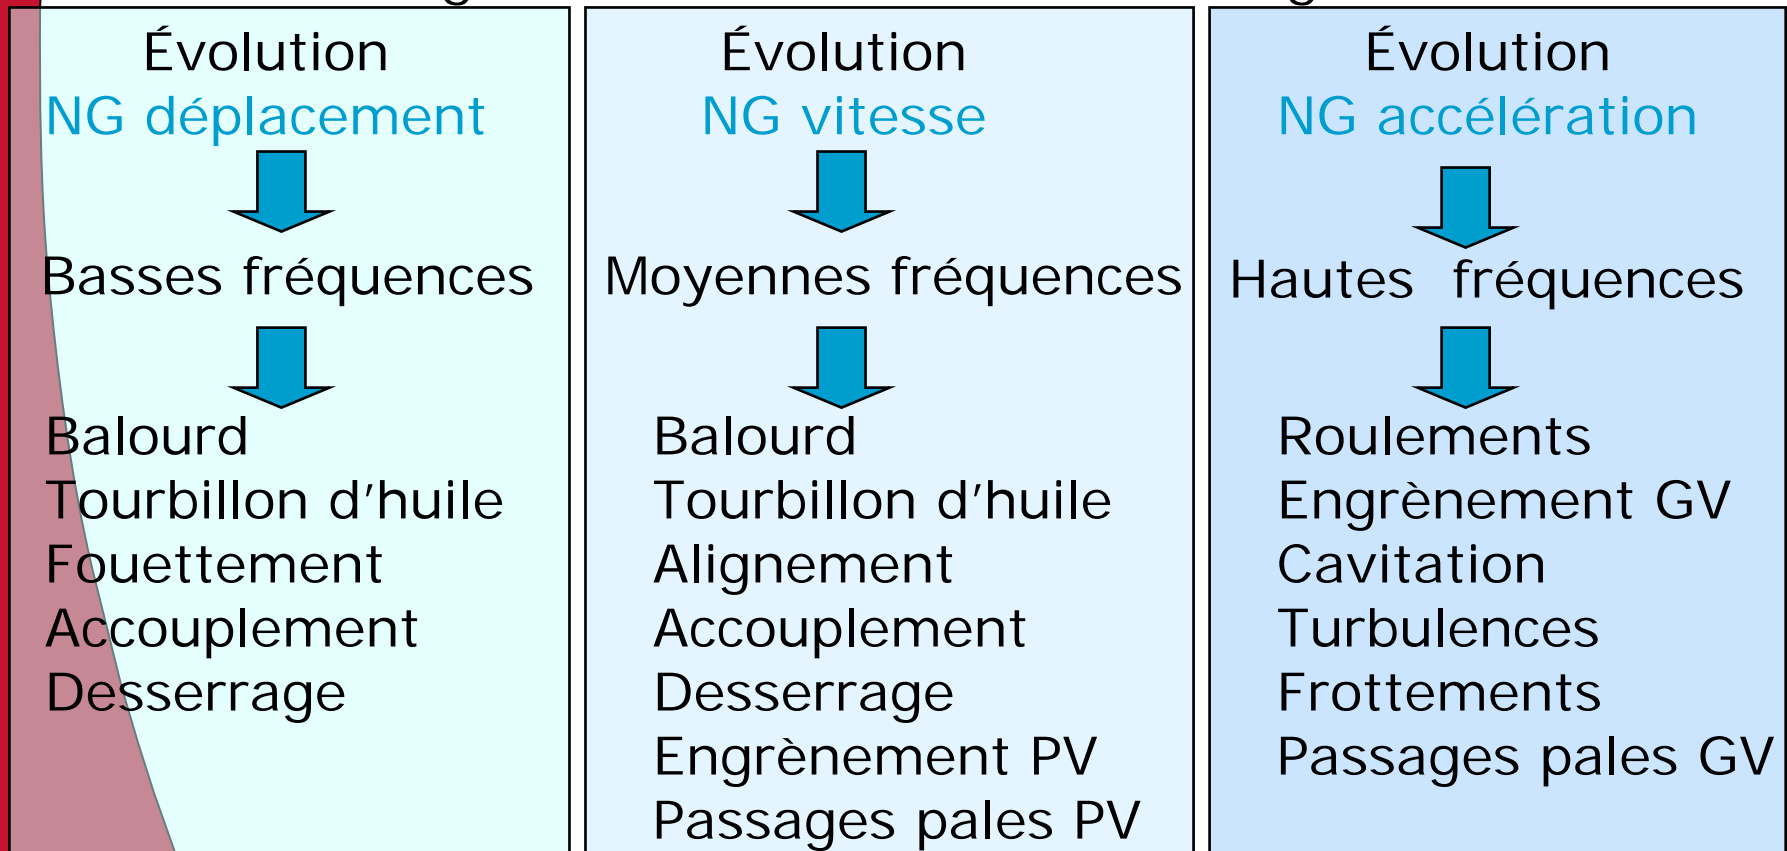 Évolution
NG déplacement
Basses fréquences
Balourd
Tourbillon d'huile
Fouettement
Accouplement
Desserrage
Évolution
NG vitesse
Moyennes fréquences
Balourd
Tourbillon d'huile
Alignement
Accouplement
Desserrage
Engrènement PV
Passages pales PV
Évolution
NG accélération
Hautes fréquences
Roulements
Engrènement GV
Cavitation
Turbulences
Frottements
Passages pales GV